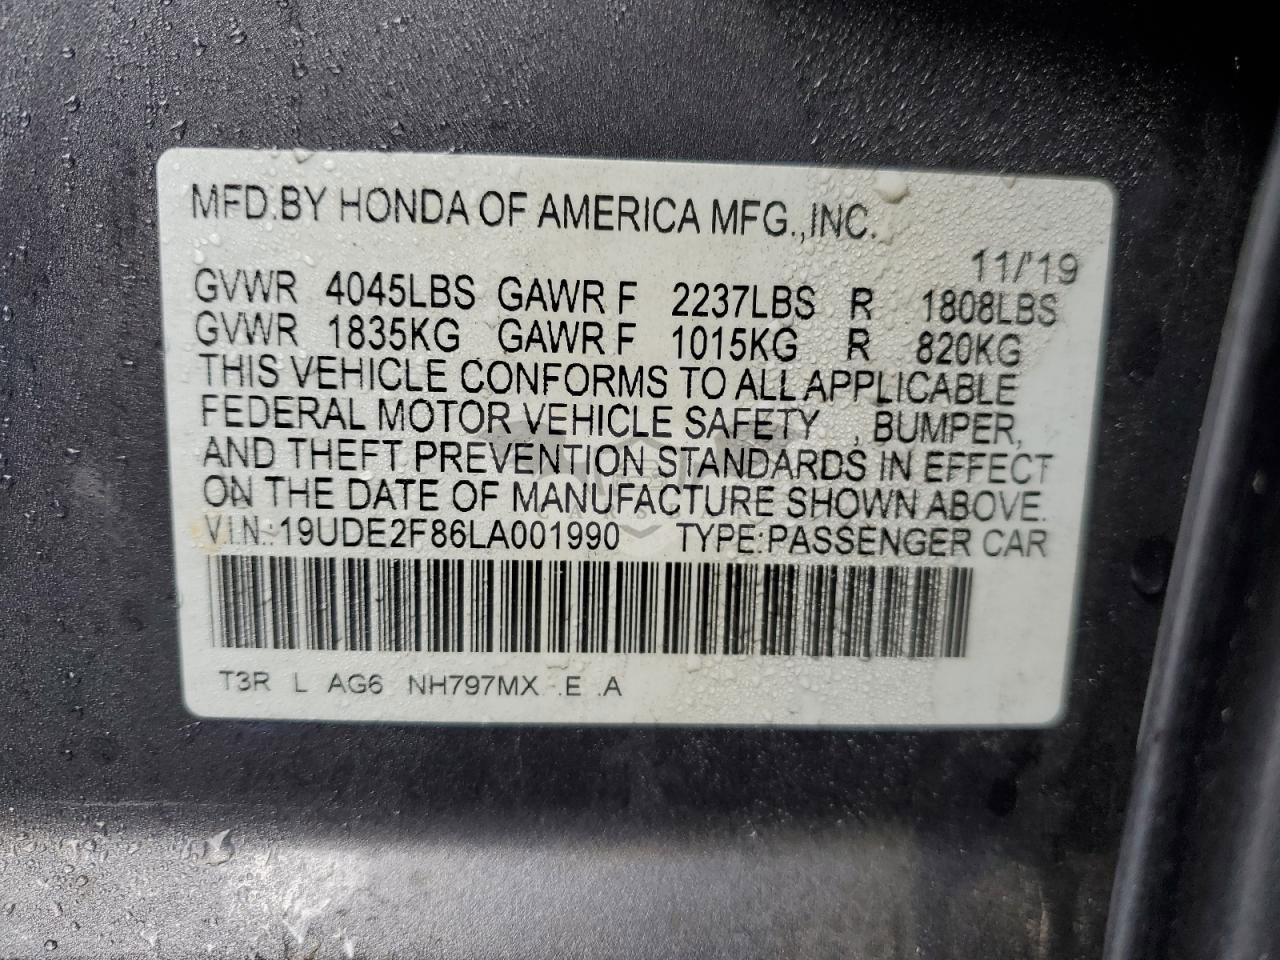 MFD.BY HONDA OF AMERICA MFG.,INC.
11/'19
GVWR 4045LBS GAWR F 2237LBS R 1808LBS
GVWR 1835KG GAWR F 1015KG R 820KG
THIS VEHICLE CONFORMS TO ALL APPLICABLE
FEDERAL MOTOR VEHICLE SAFETY , BUMPER,
AND THEFT PREVENTION STANDARDS IN EFFECT
ON THE DATE OF MANUFACTURE SHOWN ABOVE.
V.I.N.:19UDE2F86LA001990 TYPE:PASSENGER CAR
T3R L AG6 NH797MX .E .A